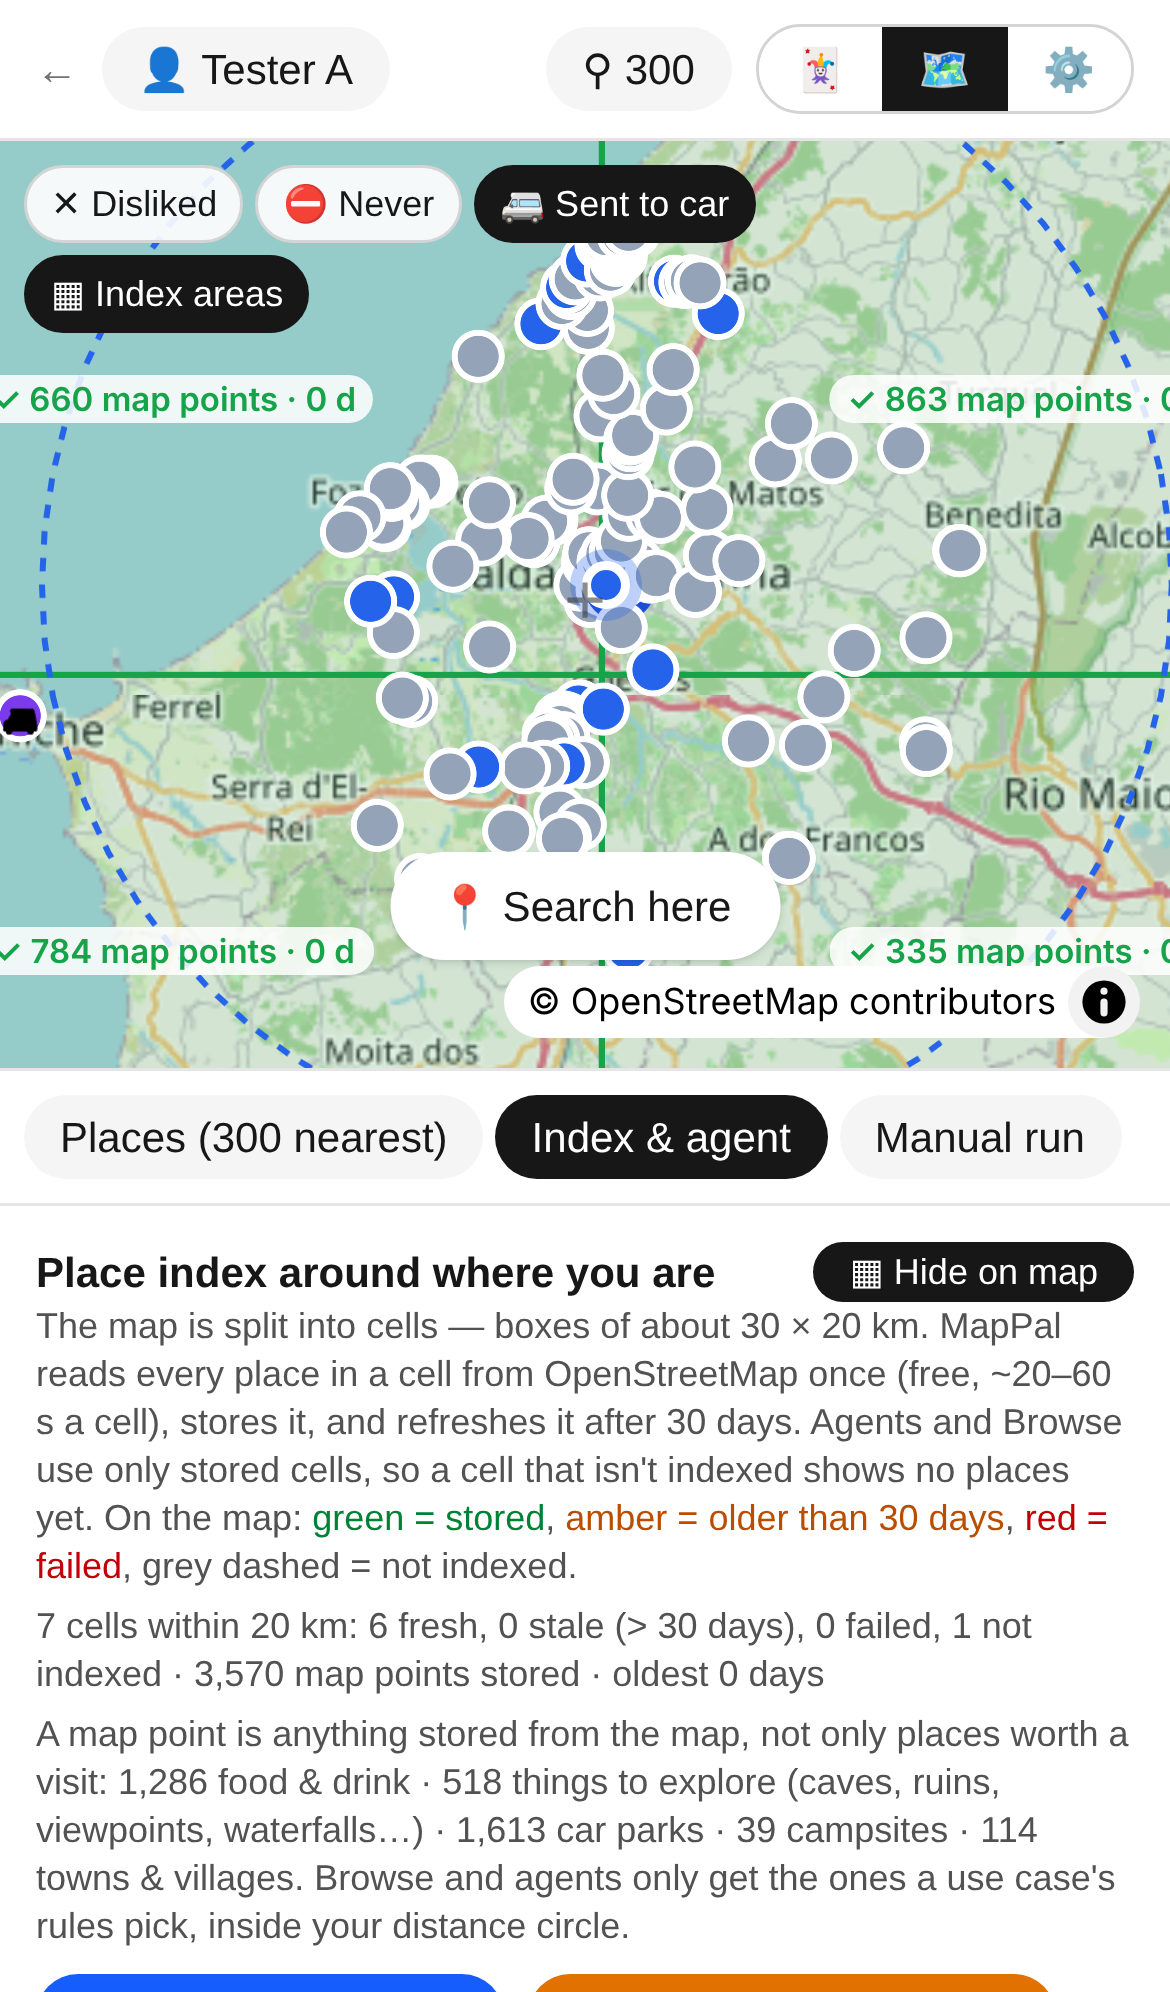 ← 👤 Tester A ⚲ 300
✕ Disliked ⛔ Never 🚐 Sent to car
▦ Index areas
✓ 660 map points · 0 d
✓ 863 map points · 0
Matos
Benedita
Alcob
Ferrel
Serra d'El-
Rei
Rio Maio
A dos Francos
📍 Search here
✓ 784 map points · 0 d
✓ 335 map points · 0
© OpenStreetMap contributors
Moita dos
Places (300 nearest) Index & agent Manual run
Place index around where you are ▦ Hide on map
The map is split into cells — boxes of about 30 × 20 km. MapPal
reads every place in a cell from OpenStreetMap once (free, ~20–60
s a cell), stores it, and refreshes it after 30 days. Agents and Browse
use only stored cells, so a cell that isn't indexed shows no places
yet. On the map: green = stored, amber = older than 30 days, red =
failed, grey dashed = not indexed.
7 cells within 20 km: 6 fresh, 0 stale (> 30 days), 0 failed, 1 not
indexed · 3,570 map points stored · oldest 0 days
A map point is anything stored from the map, not only places worth a
visit: 1,286 food & drink · 518 things to explore (caves, ruins,
viewpoints, waterfalls…) · 1,613 car parks · 39 campsites · 114
towns & villages. Browse and agents only get the ones a use case's
rules pick, inside your distance circle.